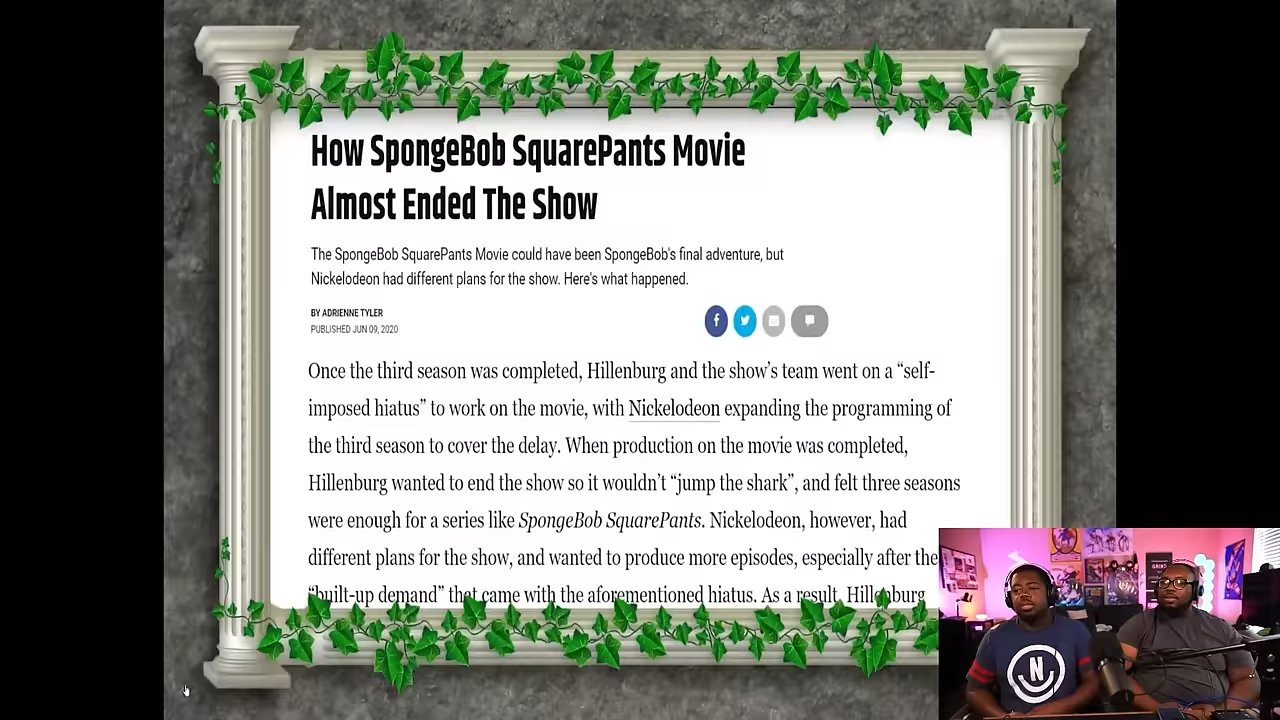 How SpongeBob SquarePants Movie
Almost Ended The Show
The SpongeBob SquarePants Movie could have been SpongeBob's final adventure, but
Nickelodeon had different plans for the show. Here's what happened.
BY ADRIENNE TYLER
PUBLISHED JUN 09, 2020
f
Once the third season was completed, Hillenburg and the show’s team went on a “self-
imposed hiatus” to work on the movie, with Nickelodeon expanding the programming of
the third season to cover the delay. When production on the movie was completed,
Hillenburg wanted to end the show so it wouldn’t “jump the shark”, and felt three seasons
were enough for a series like SpongeBob SquarePants. Nickelodeon, however, had
different plans for the show, and wanted to produce more episodes, especially after the
“built-up demand” that came with the aforementioned hiatus. As a result, Hillenburg
N